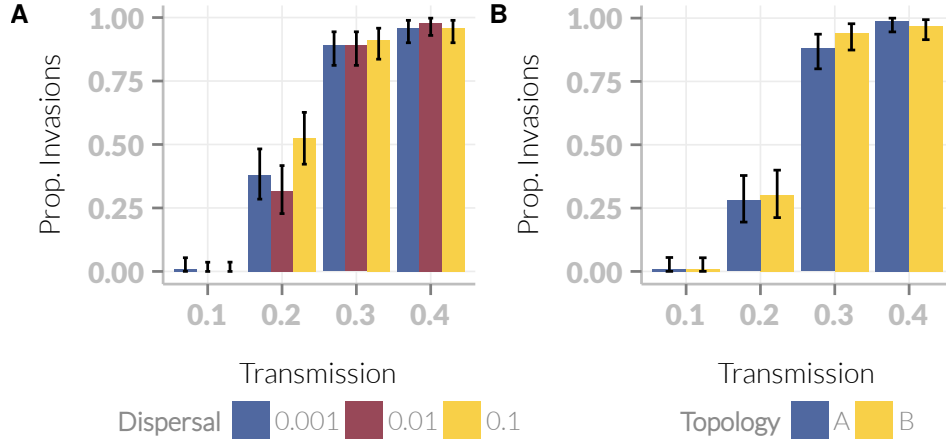 A
Prop. Invasions
1.00
0.75
0.50
0.25
0.00
0.1 0.2 0.3 0.4
Transmission
Dispersal 0.001 0.01 0.1
B
Prop. Invasions
1.00
0.75
0.50
0.25
0.00
0.1 0.2 0.3 0.4
Transmission
Topology A B